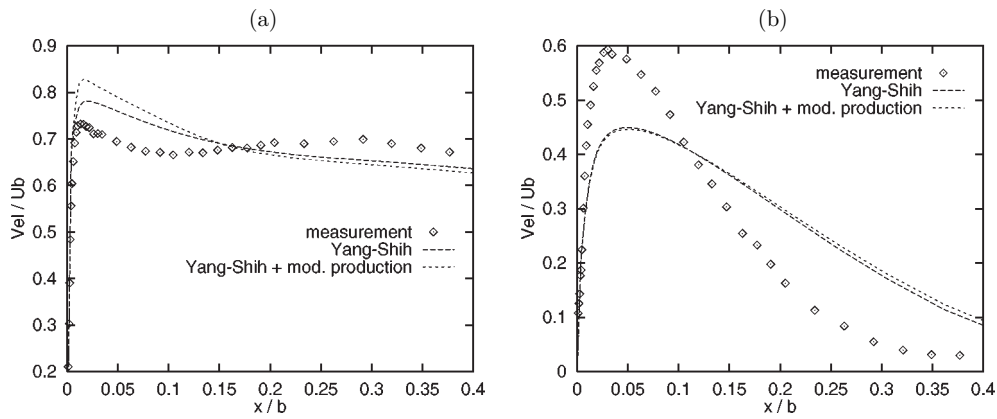 (a)
0.9
0.8
0.7
0.6
0.5
0.4
0.3
0.2
Vel / Ub
measurement
Yang-Shih
Yang-Shih + mod. production
0 0.05 0.1 0.15 0.2 0.25 0.3 0.35 0.4
x / b
(b)
0.6
0.5
0.4
0.3
0.2
0.1
0
Vel / Ub
measurement
Yang-Shih
Yang-Shih + mod. production
0 0.05 0.1 0.15 0.2 0.25 0.3 0.35 0.4
x / b